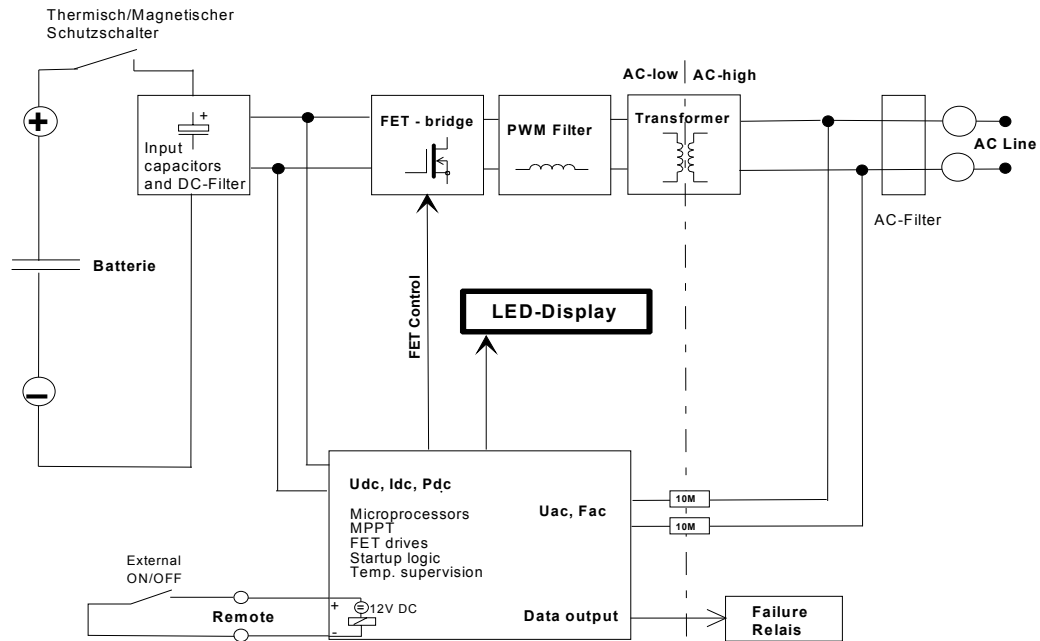 Thermisch/Magnetischer
Schutzschalter
+
Input
capacitors
and DC-Filter
+
FET - bridge
PWM Filter
AC-low
AC-high
Transformer
AC Line
AC-Filter
Batterie
FET Control
LED-Display
Udc, Idc, Pdc
Microprocessors
MPPT
FET drives
Startup logic
Temp. supervision
Uac, Fac
10M
10M
External
ON/OFF
Remote
+
-
12V DC
Data output
Failure
Relais